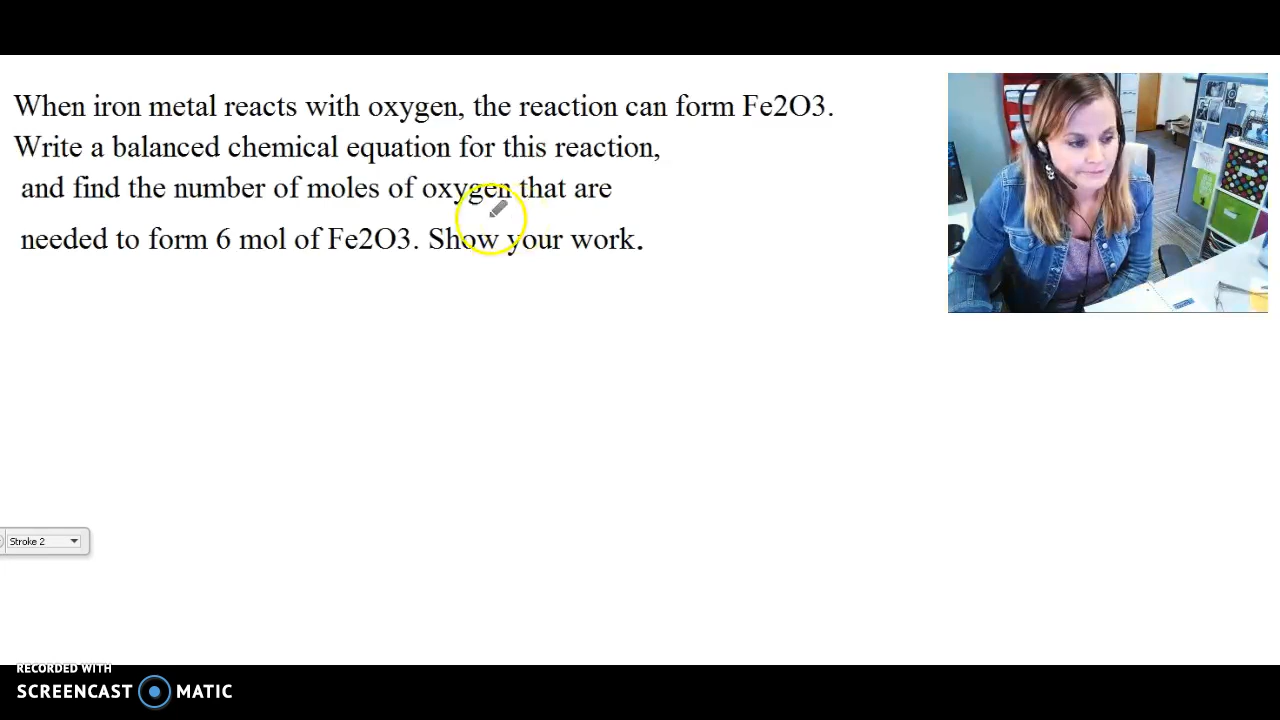 When iron metal reacts with oxygen, the reaction can form Fe2O3.
Write a balanced chemical equation for this reaction,
and find the number of moles of oxygen that are
needed to form 6 mol of Fe2O3. Show your work.
Stroke 2
RECORDED WITH
SCREENCAST MATIC